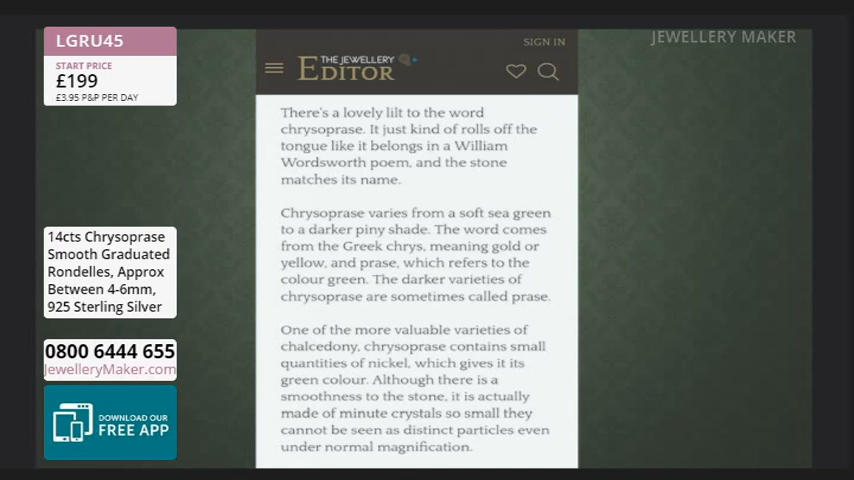 LGRU45
START PRICE
£199
£3.95 P&P PER DAY
14cts Chrysoprase
Smooth Graduated
Rondelles, Approx
Between 4-6mm,
925 Sterling Silver
0800 6444 655
JewelleryMaker.com
DOWNLOAD OUR
FREE APP
JEWELLERY MAKER
SIGN IN
THE JEWELLERY
EDITOR
There's a lovely lilt to the word
chrysoprase. It just kind of rolls off the
tongue like it belongs in a William
Wordsworth poem, and the stone
matches its name.
Chrysoprase varies from a soft sea green
to a darker piny shade. The word comes
from the Greek chrys, meaning gold or
yellow, and prase, which refers to the
colour green. The darker varieties of
chrysoprase are sometimes called prase.
One of the more valuable varieties of
chalcedony, chrysoprase contains small
quantities of nickel, which gives it its
green colour. Although there is a
smoothness to the stone, it is actually
made of minute crystals so small they
cannot be seen as distinct particles even
under normal magnification.